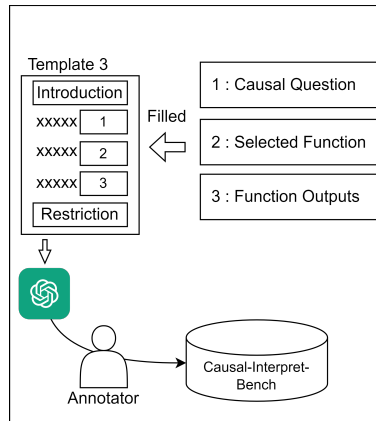 Template 3
Introduction
xxxxx 1
xxxxx 2
xxxxx 3
Restriction
Filled
1 : Causal Question
2 : Selected Function
3 : Function Outputs
Annotator
Causal-Interpret-
Bench